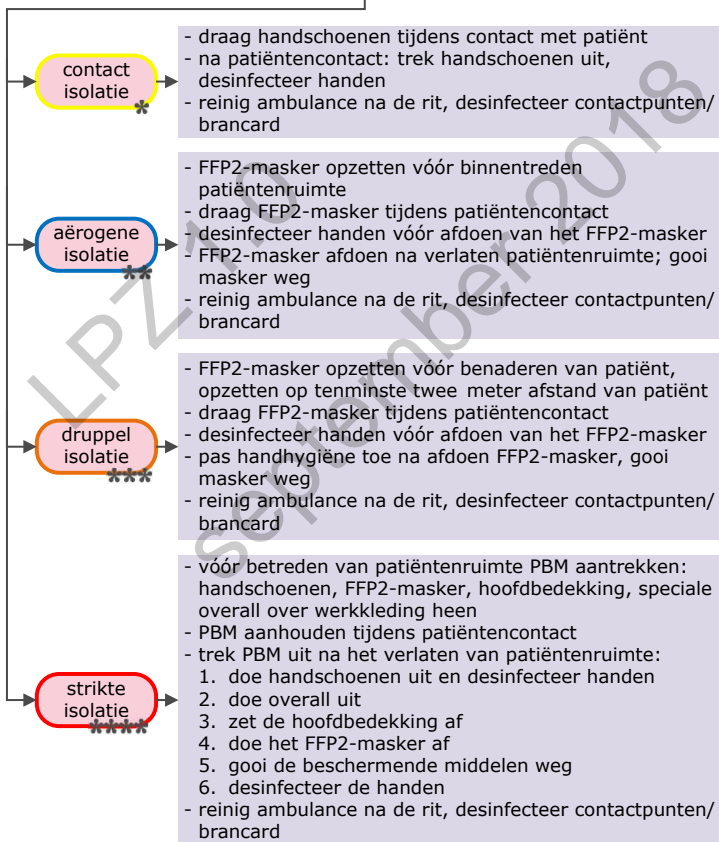 contact
isolatie
*
- draag handschoenen tijdens contact met patiënt
- na patiëntencontact: trek handschoenen uit,
desinfecteer handen
- reinig ambulance na de rit, desinfecteer contactpunten/
brancard
aërogene
isolatie
**
- FFP2-masker opzetten vóór binnentreden
patiëntenruimte
- draag FFP2-masker tijdens patiëntencontact
- desinfecteer handen vóór afdoen van het FFP2-masker
- FFP2-masker afdoen na verlaten patiëntenruimte; gooi
masker weg
- reinig ambulance na de rit, desinfecteer contactpunten/
brancard
druppel
isolatie
***
- FFP2-masker opzetten vóór benaderen van patiënt,
opzetten op tenminste twee meter afstand van patiënt
- draag FFP2-masker tijdens patiëntencontact
- desinfecteer handen vóór afdoen van het FFP2-masker
- pas handhygiëne toe na afdoen FFP2-masker, gooi
masker weg
- reinig ambulance na de rit, desinfecteer contactpunten/
brancard
strikte
isolatie
****
- vóór betreden van patiëntenruimte PBM aantrekken:
handschoenen, FFP2-masker, hoofdbedekking, speciale
overall over werkkleding heen
- PBM aanhouden tijdens patiëntencontact
- trek PBM uit na het verlaten van patiëntenruimte:
1. doe handschoenen uit en desinfecteer handen
2. doe overall uit
3. zet de hoofdbedekking af
4. doe het FFP2-masker af
5. gooi de beschermende middelen weg
6. desinfecteer de handen
- reinig ambulance na de rit, desinfecteer contactpunten/
brancard
LPZ 1.0
september 2018